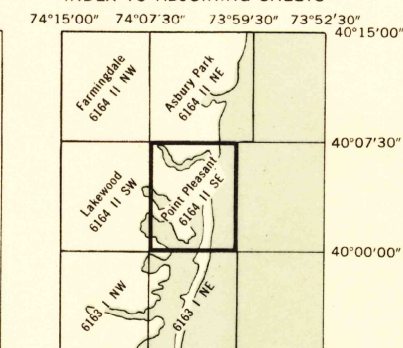 INDEX TO ADJOINING SHEETS
74°15'00" 74°07'30" 73°59'30" 73°52'30"
40°15'00"
Farmingdale
6164 II NW
Asbury Park
6164 II NE
40°07'30"
Lakewood
6164 II SW
Point Pleasant
6164 II SE
40°00'00"
6163 I NW
6163 I NE